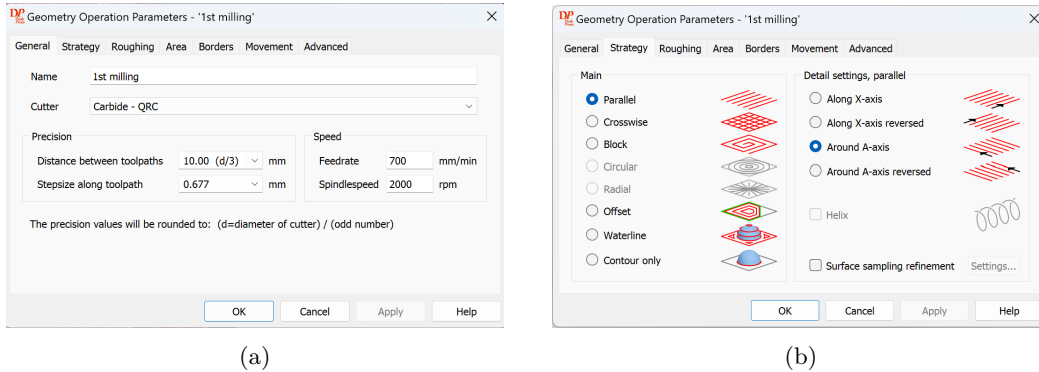 DP Geometry Operation Parameters - '1st milling'
General Strategy Roughing Area Borders Movement Advanced
Name 1st milling
Cutter Carbide - QRC
Precision Speed
Distance between toolpaths 10.00 (d/3) mm Feedrate 700 mm/min
Stepsize along toolpath 0.677 mm Spindlespeed 2000 rpm
The precision values will be rounded to: (d=diameter of cutter) / (odd number)
OK Cancel Apply Help
(a)
DP Geometry Operation Parameters - '1st milling'
General Strategy Roughing Area Borders Movement Advanced
Main
Parallel
Crosswise
Block
Circular
Radial
Offset
Waterline
Contour only
Detail settings, parallel
Along X-axis
Along X-axis reversed
Around A-axis
Around A-axis reversed
Helix
Surface sampling refinement Settings...
OK Cancel Apply Help
(b)